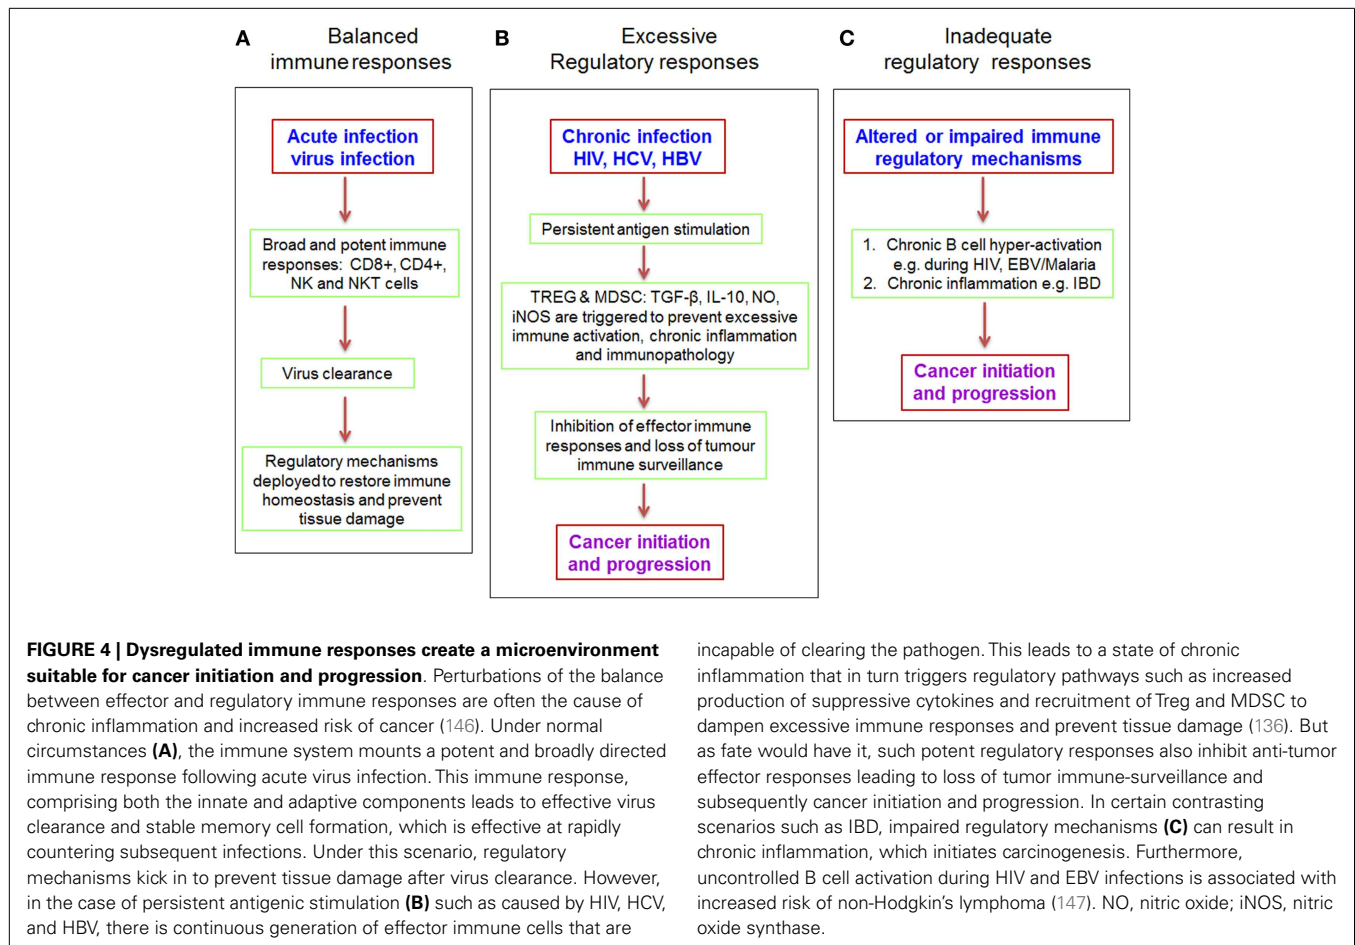 A Balanced
immune responses
Acute infection
virus infection
Broad and potent immune
responses: CD8+, CD4+,
NK and NKT cells
Virus clearance
Regulatory mechanisms
deployed to restore immune
homeostasis and prevent
tissue damage
B Excessive
Regulatory responses
Chronic infection
HIV, HCV, HBV
Persistent antigen stimulation
TREG & MDSC: TGF-β, IL-10, NO,
iNOS are triggered to prevent excessive
immune activation, chronic inflammation
and immunopathology
Inhibition of effector immune
responses and loss of tumour
immune surveillance
Cancer initiation
and progression
C Inadequate
regulatory responses
Altered or impaired immune
regulatory mechanisms
1. Chronic B cell hyper-activation
e.g. during HIV, EBV/Malaria
2. Chronic inflammation e.g. IBD
Cancer initiation
and progression
FIGURE 4 | Dysregulated immune responses create a microenvironment
suitable for cancer initiation and progression. Perturbations of the balance
between effector and regulatory immune responses are often the cause of
chronic inflammation and increased risk of cancer (146). Under normal
circumstances (A), the immune system mounts a potent and broadly directed
immune response following acute virus infection. This immune response,
comprising both the innate and adaptive components leads to effective virus
clearance and stable memory cell formation, which is effective at rapidly
countering subsequent infections. Under this scenario, regulatory
mechanisms kick in to prevent tissue damage after virus clearance. However,
in the case of persistent antigenic stimulation (B) such as caused by HIV, HCV,
and HBV, there is continuous generation of effector immune cells that are
incapable of clearing the pathogen. This leads to a state of chronic
inflammation that in turn triggers regulatory pathways such as increased
production of suppressive cytokines and recruitment of Treg and MDSC to
dampen excessive immune responses and prevent tissue damage (136). But
as fate would have it, such potent regulatory responses also inhibit anti-tumor
effector responses leading to loss of tumor immune-surveillance and
subsequently cancer initiation and progression. In certain contrasting
scenarios such as IBD, impaired regulatory mechanisms (C) can result in
chronic inflammation, which initiates carcinogenesis. Furthermore,
uncontrolled B cell activation during HIV and EBV infections is associated with
increased risk of non-Hodgkin's lymphoma (147). NO, nitric oxide; iNOS, nitric
oxide synthase.